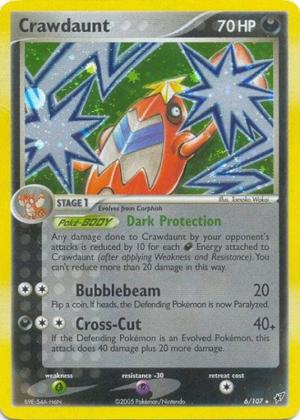 Crawdaunt 70 HP
Illus. Tomoko Wakai
STAGE 1 Evolves from Corphish
Poké-BODY Dark Protection
Any damage done to Crawdaunt by your opponent's
attacks is reduced by 10 for each Energy attached to
Crawdaunt (after applying Weakness and Resistance). You
can't reduce more than 20 damage in this way.
Bubblebeam 20
Flip a coin. If heads, the Defending Pokémon is now Paralyzed.
Cross-Cut 40+
If the Defending Pokémon is an Evolved Pokémon, this
attack does 40 damage plus 20 more damage.
weakness resistance -30 retreat cost
©2005 Pokémon/Nintendo 6/107